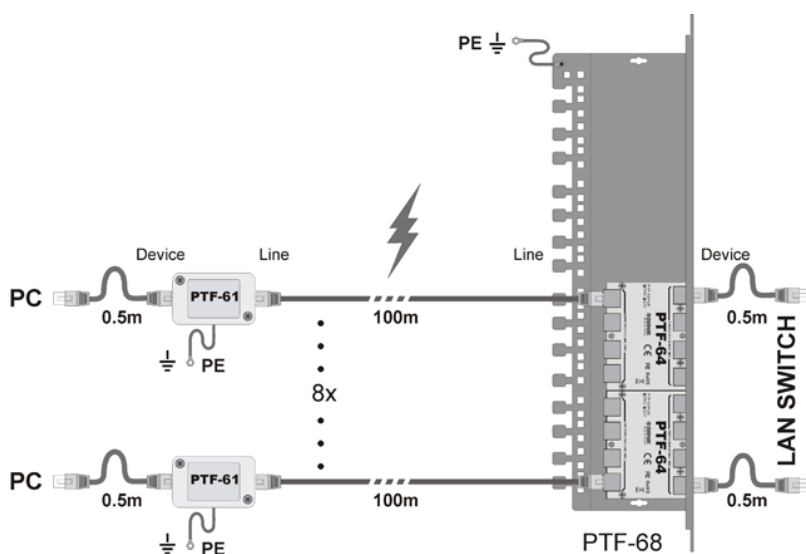 PE
Device
Line
Line
Device
PC
PTF-61
0.5m
100m
0.5m
PE
PTF-64
CE
8x
LAN SWITCH
PTF-64
CE
PC
PTF-61
0.5m
100m
0.5m
PE
PTF-68